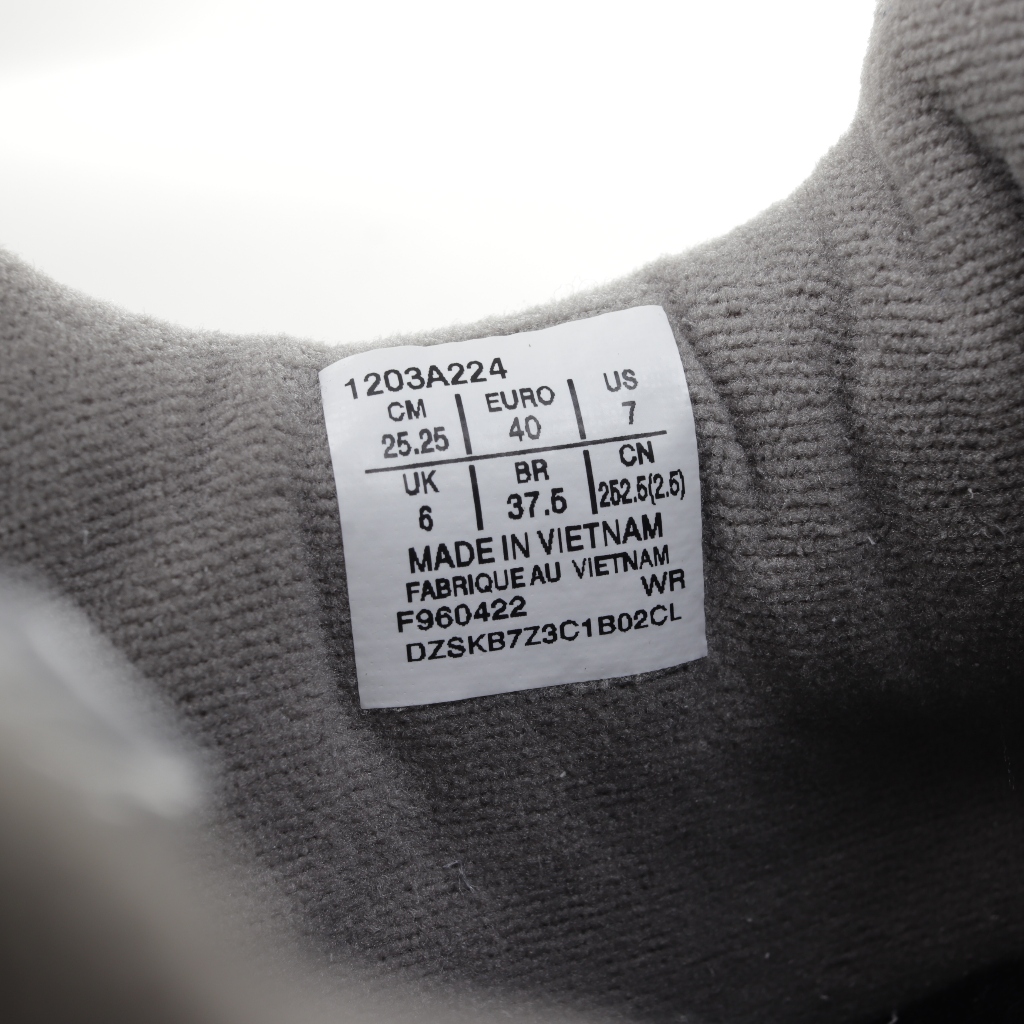 1203A224
CM EURO US
25.25 40 7
UK BR CN
6 37.5 252.5(2.5)
MADE IN VIETNAM
FABRIQUE AU VIETNAM
F960422 WR
DZSKB7Z3C1B02CL